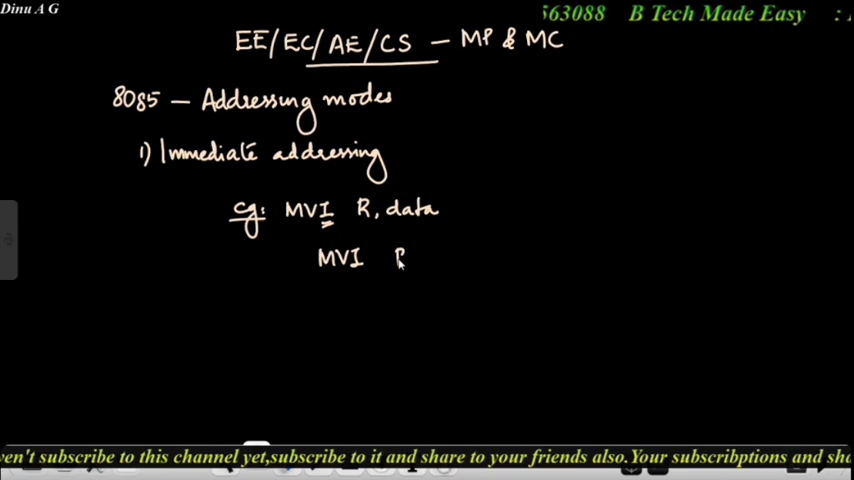 Dinu A G
563088 B Tech Made Easy :
EE/EC/AE/CS - MP & MC
8085 - Addressing modes
1) Immediate addressing
eg: MVI R, data
MVI
ven't subscribe to this channel yet,subscribe to it and share to your friends also.Your subscribptions and sha